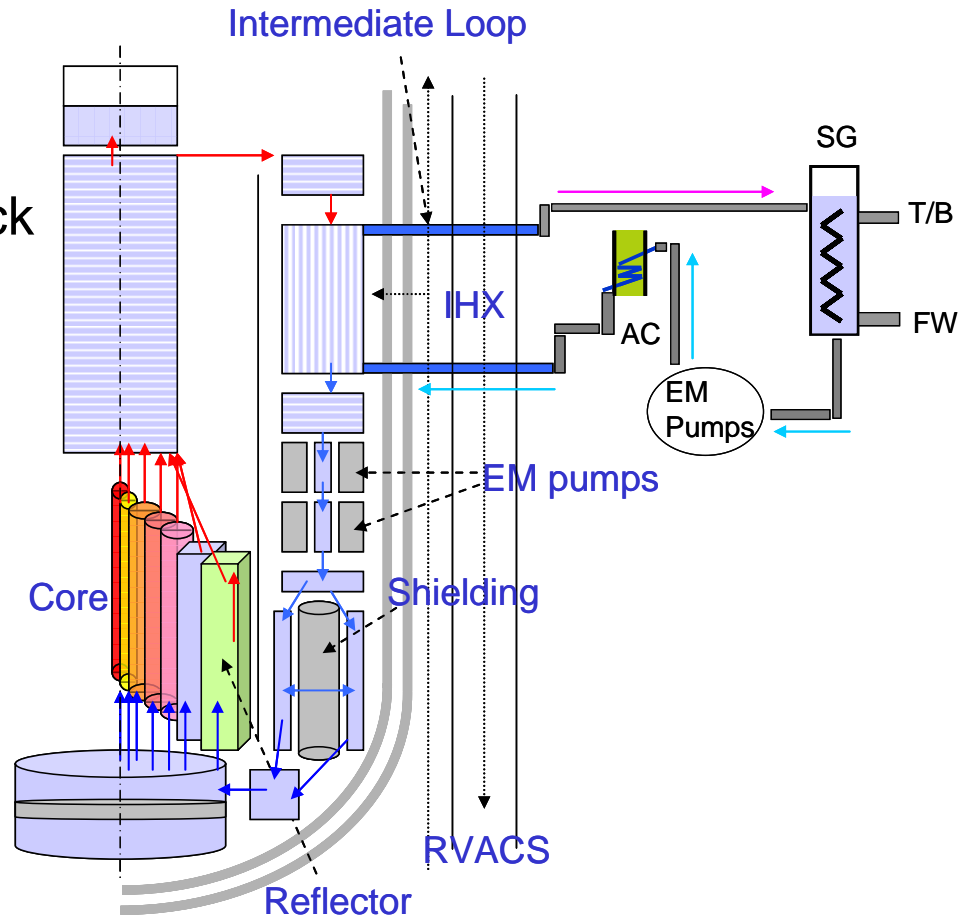 Intermediate Loop
SG
ck
T/B
IHX
FW
AC
EM
Pumps
EM pumps
Core
Shielding
RVACS
Reflector